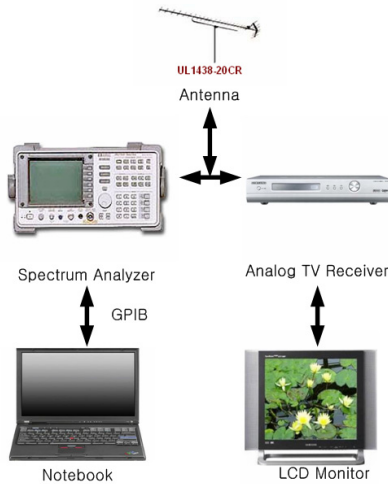 UL1438-20CR
Antenna
Spectrum Analyzer
Analog TV Receiver
GPIB
Notebook
LCD Monitor